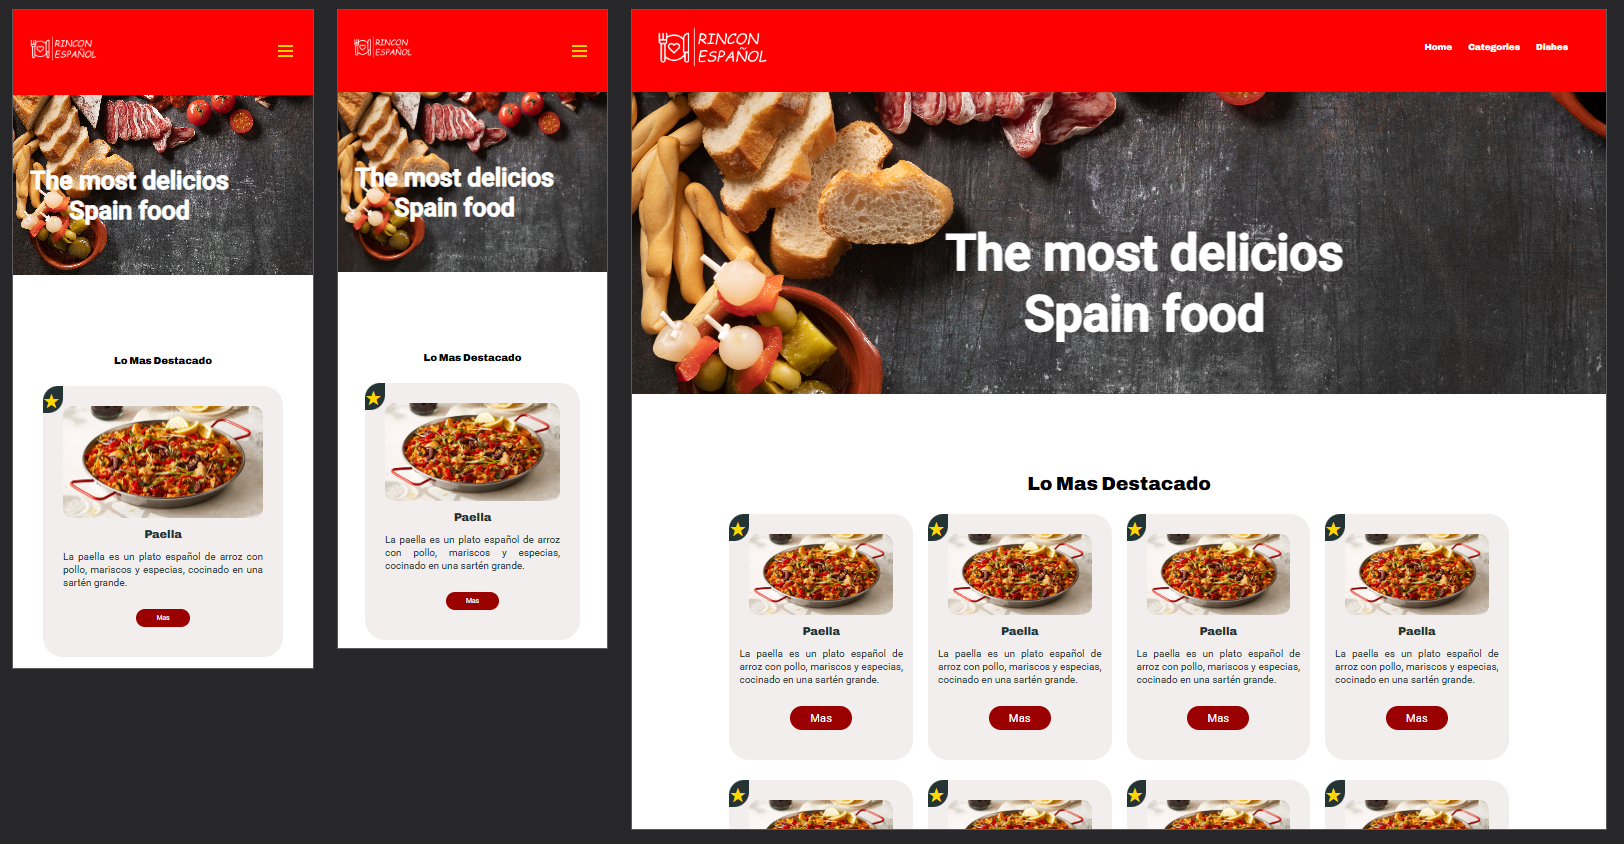 RINCON
ESPAÑOL
The most delicios
Spain food
Lo Mas Destacado
Paella
La paella es un plato español de arroz con
pollo, mariscos y especias, cocinado en una
sartén grande.
Mas
RINCON
ESPAÑOL
The most delicios
Spain food
Lo Mas Destacado
Paella
La paella es un plato español de arroz
con pollo, mariscos y especias,
cocinado en una sartén grande.
Mas
RINCON
ESPAÑOL
Home Categories Dishes
The most delicios
Spain food
Lo Mas Destacado
Paella
La paella es un plato español de
arroz con pollo, mariscos y especias,
cocinado en una sartén grande.
Mas
Paella
La paella es un plato español de
arroz con pollo, mariscos y especias,
cocinado en una sartén grande.
Mas
Paella
La paella es un plato español de
arroz con pollo, mariscos y especias,
cocinado en una sartén grande.
Mas
Paella
La paella es un plato español de
arroz con pollo, mariscos y especias,
cocinado en una sartén grande.
Mas